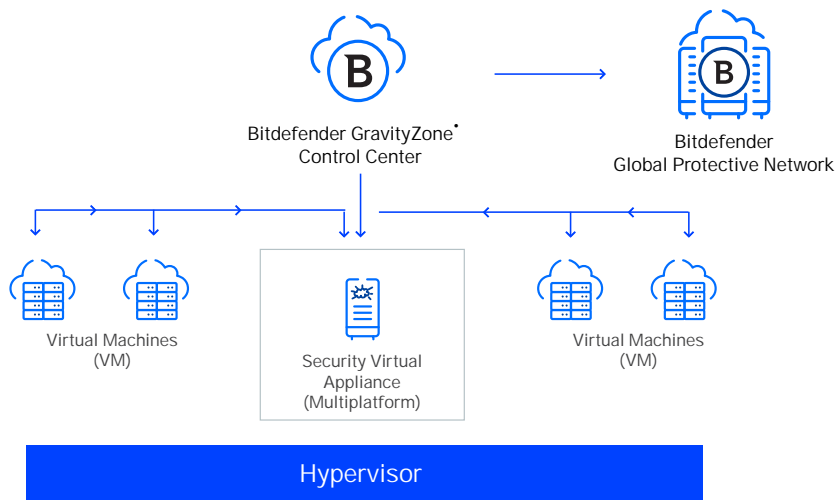 B
B
Bitdefender GravityZone•
Control Center
Bitdefender
Global Protective Network
Virtual Machines
(VM)
Security Virtual
Appliance
(Multiplatform)
Virtual Machines
(VM)
Hypervisor